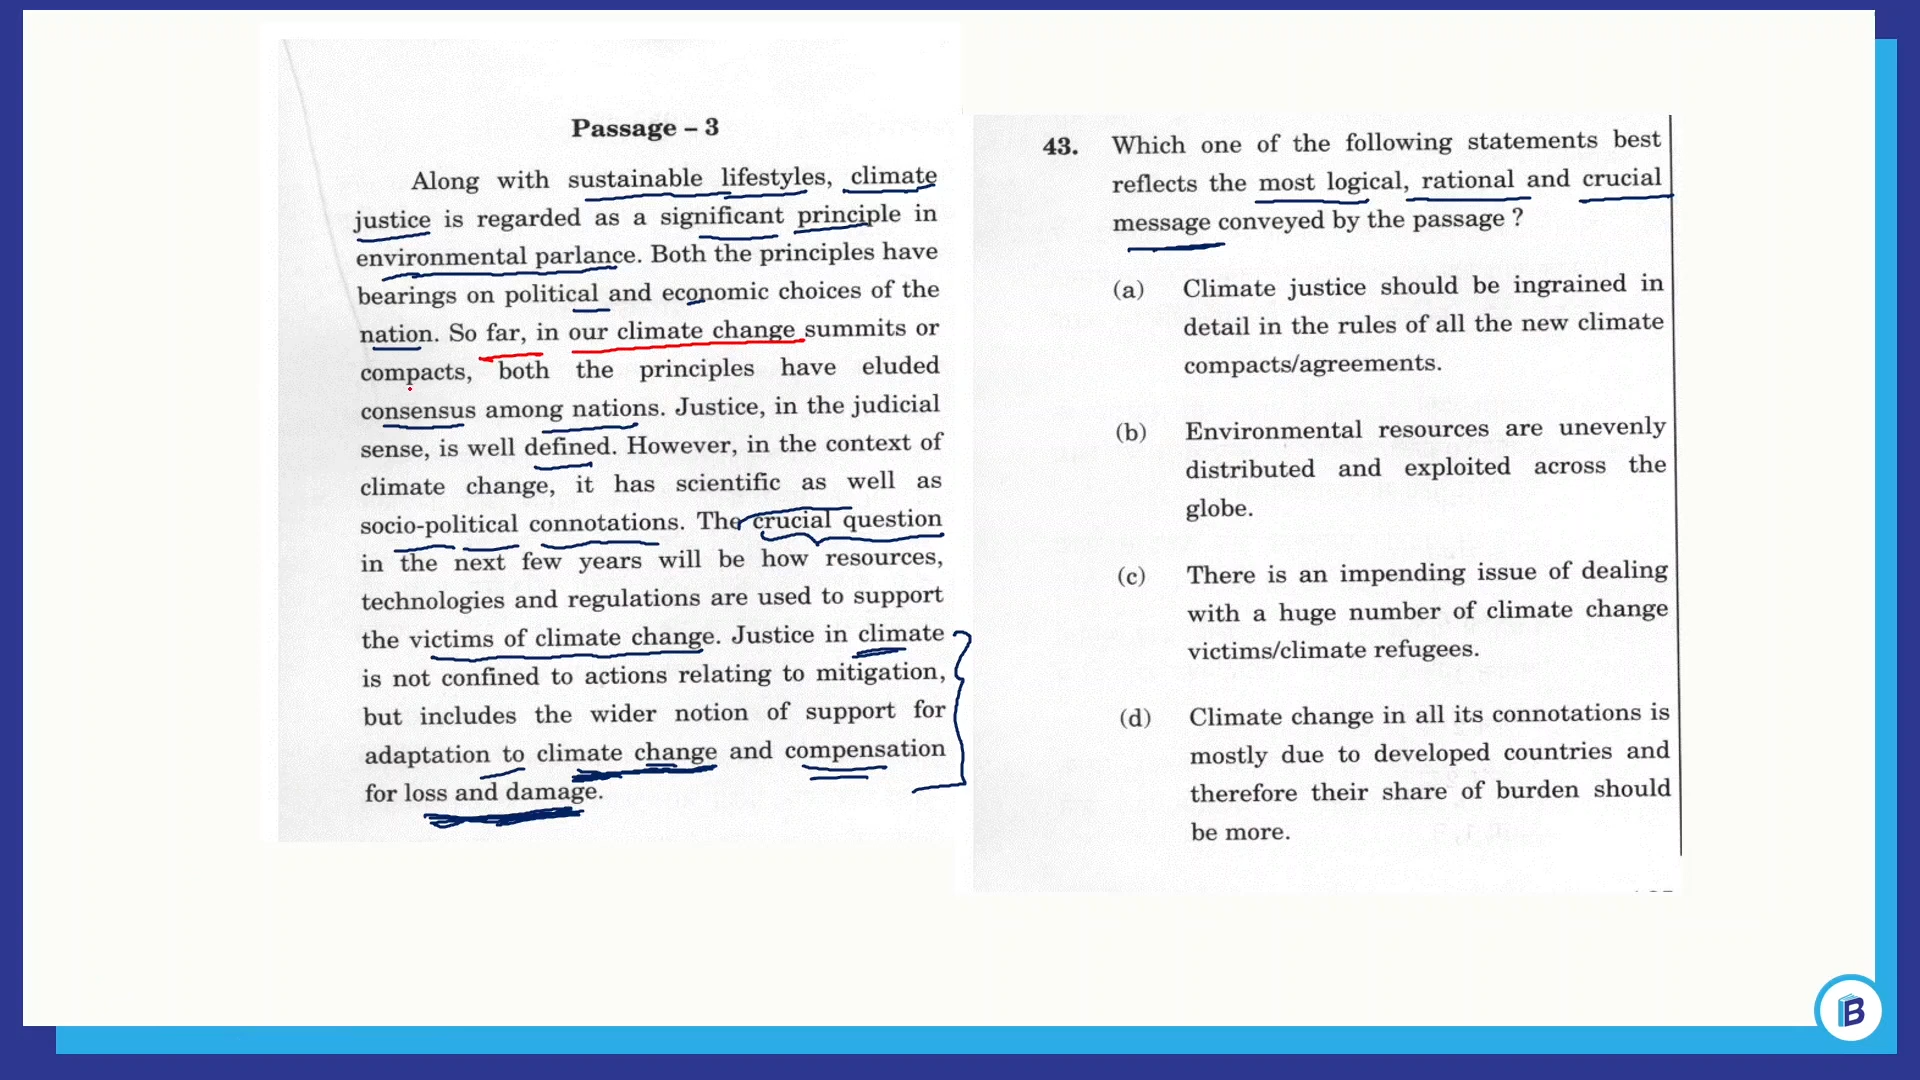 Passage – 3
Along with sustainable lifestyles, climate
justice is regarded as a significant principle in
environmental parlance. Both the principles have
bearings on political and economic choices of the
nation. So far, in our climate change summits or
compacts, both the principles have eluded
consensus among nations. Justice, in the judicial
sense, is well defined. However, in the context of
climate change, it has scientific as well as
socio-political connotations. The crucial question
in the next few years will be how resources,
technologies and regulations are used to support
the victims of climate change. Justice in climate
is not confined to actions relating to mitigation,
but includes the wider notion of support for
adaptation to climate change and compensation
for loss and damage.
43. Which one of the following statements best
reflects the most logical, rational and crucial
message conveyed by the passage ?
(a) Climate justice should be ingrained in
detail in the rules of all the new climate
compacts/agreements.
(b) Environmental resources are unevenly
distributed and exploited across the
globe.
(c) There is an impending issue of dealing
with a huge number of climate change
victims/climate refugees.
(d) Climate change in all its connotations is
mostly due to developed countries and
therefore their share of burden should
be more.
B